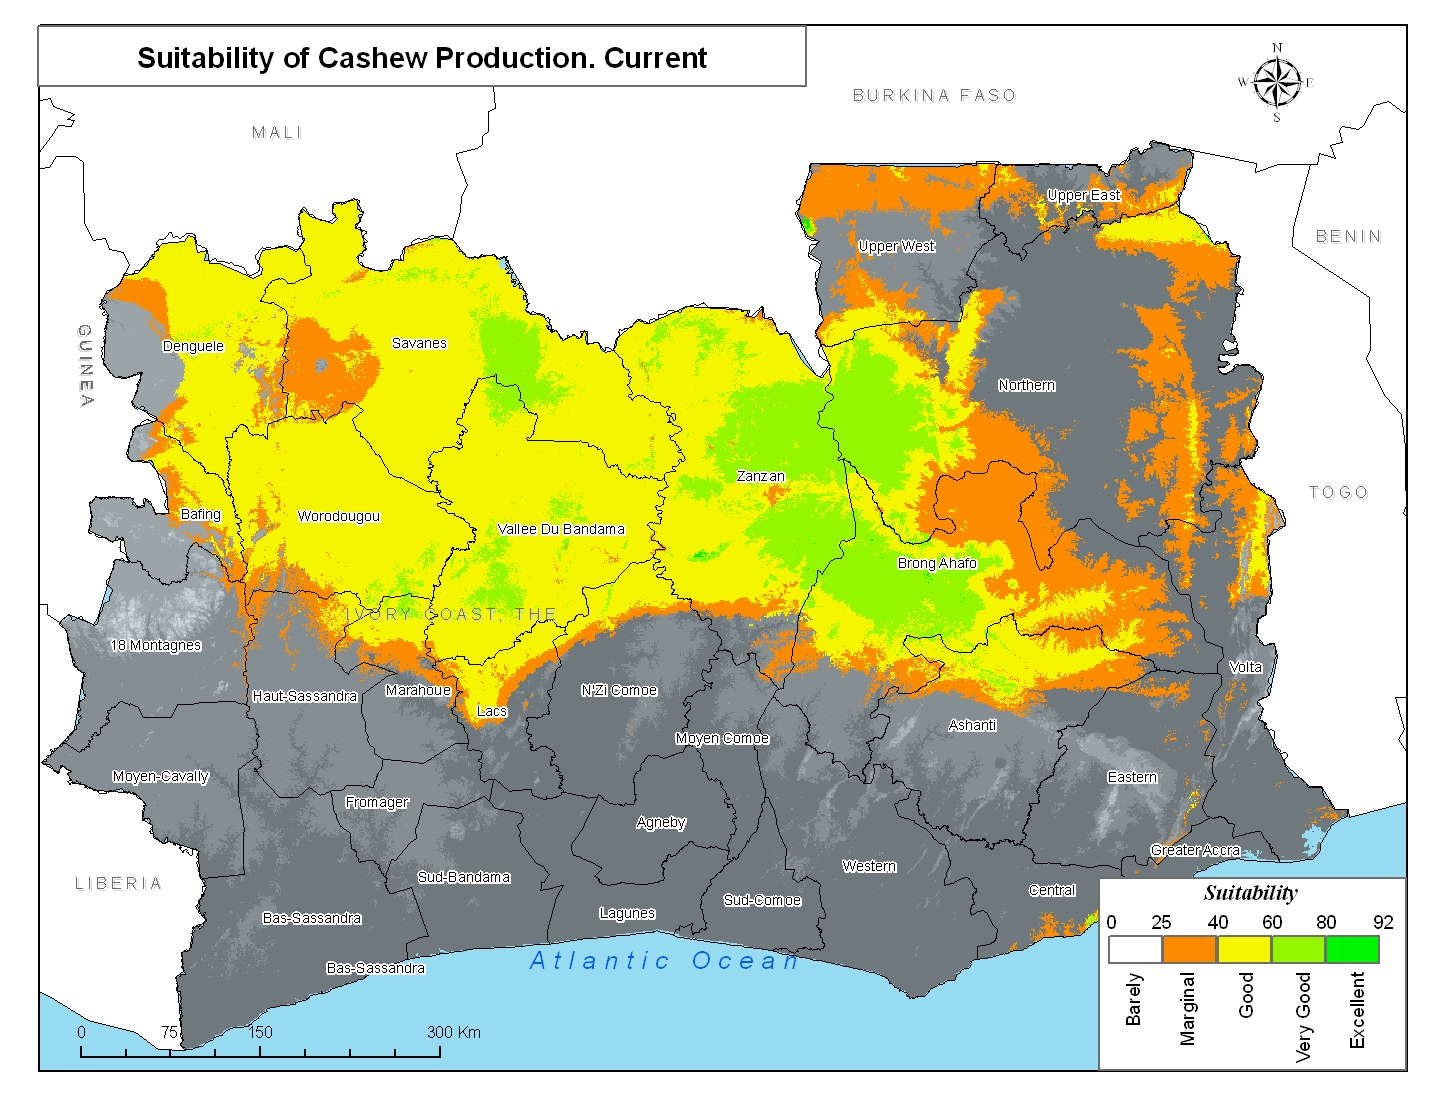 Suitability of Cashew Production. Current
N
W E
S
BURKINA FASO
MALI
Upper East
BENIN
Upper West
GUINEA
Denguele
Savanes
Northern
Zanzan
TOGO
Bafing
Worodougou
Vallee Du Bandama
Brong Ahafo
IVORY COAST, THE
18 Montagnes
Volta
Haut-Sassandra
Marahoue
N'Zi Comoe
Lacs
Ashanti
Moyen Comoe
Moyen-Cavally
Eastern
Fromager
Agneby
Greater Accra
Western
LIBERIA
Sud-Bandama
Central
Sud-Comoe
Lagunes
Bas-Sassandra
Atlantic Ocean
Bas-Sassandra
0 75 150 300 Km
Suitability
0 25 40 60 80 92
Barely
Marginal
Good
Very Good
Excellent